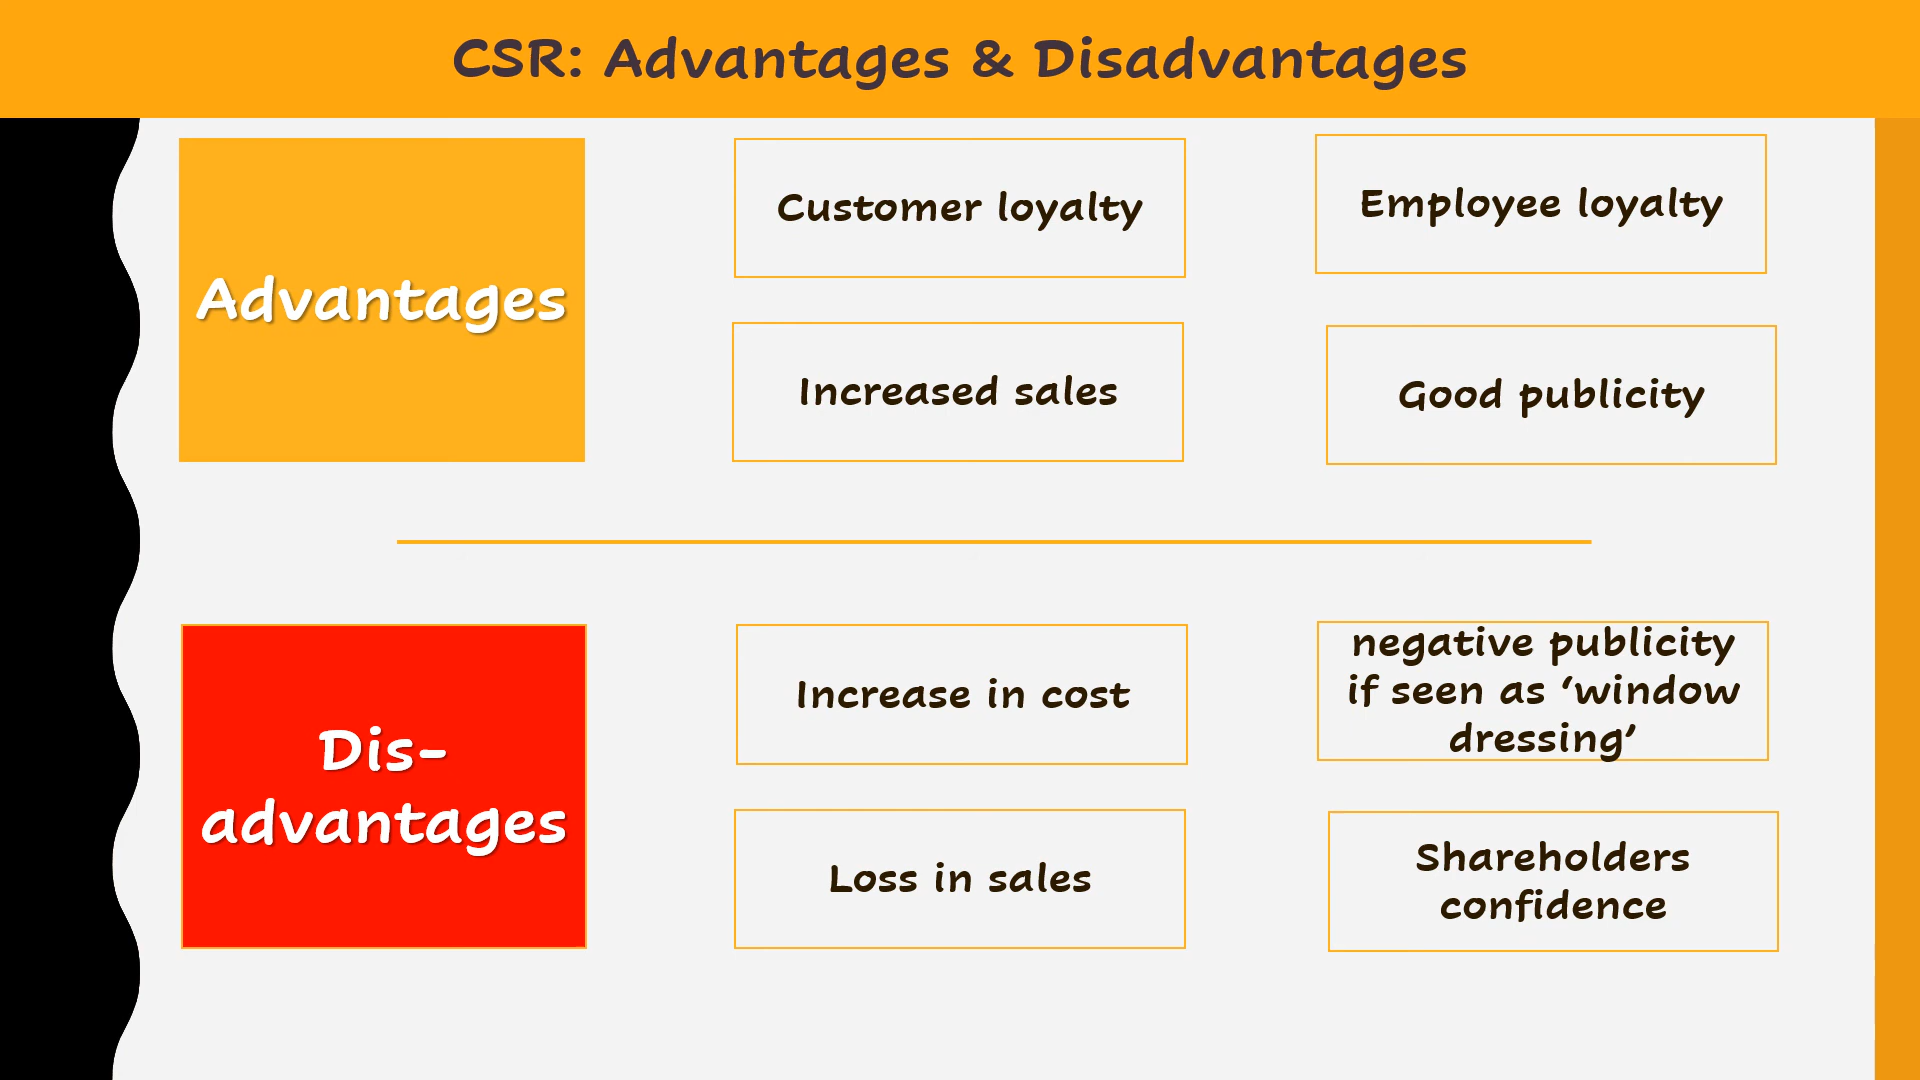 CSR: Advantages & Disadvantages
Advantages
Customer loyalty
Employee loyalty
Increased sales
Good publicity
Dis-
advantages
Increase in cost
negative publicity
if seen as ‘window
dressing’
Loss in sales
Shareholders
confidence